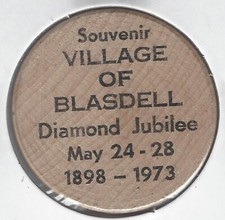 Souvenir
VILLAGE
OF
BLASDELL
Diamond Jubilee
May 24-28
1898 - 1973